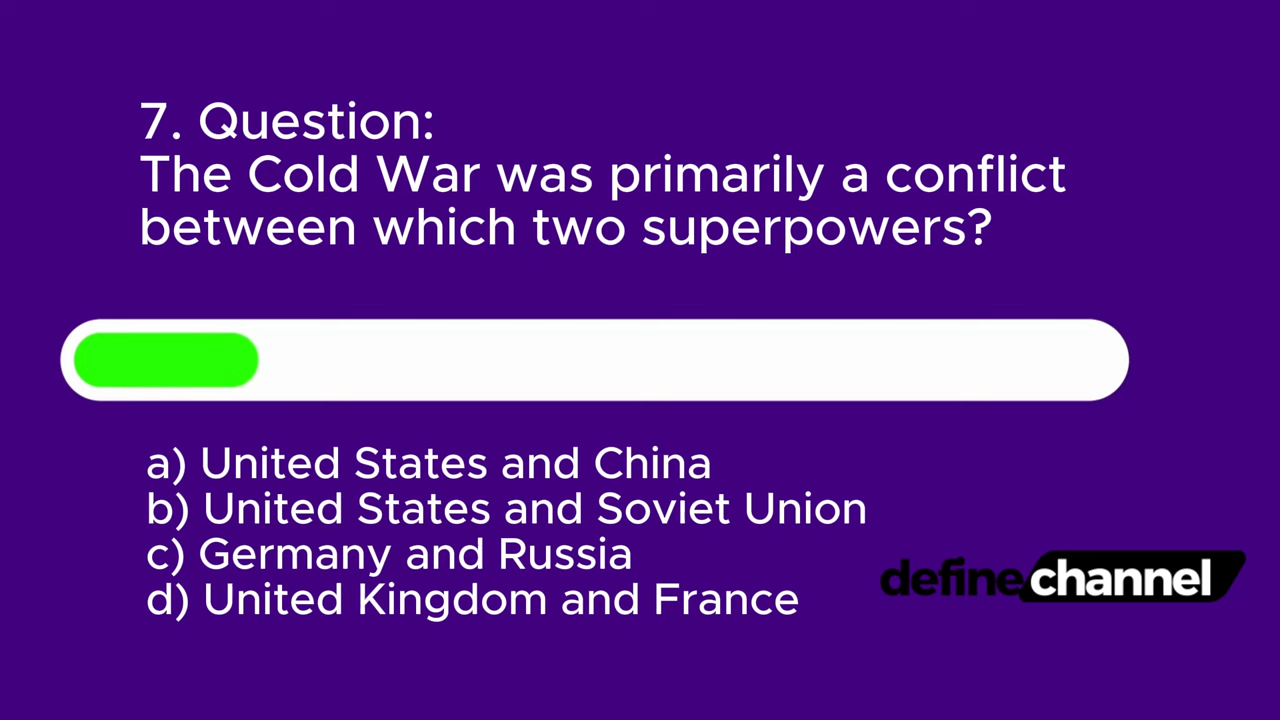 7. Question:
The Cold War was primarily a conflict
between which two superpowers?
a) United States and China
b) United States and Soviet Union
c) Germany and Russia
d) United Kingdom and France
definechannel